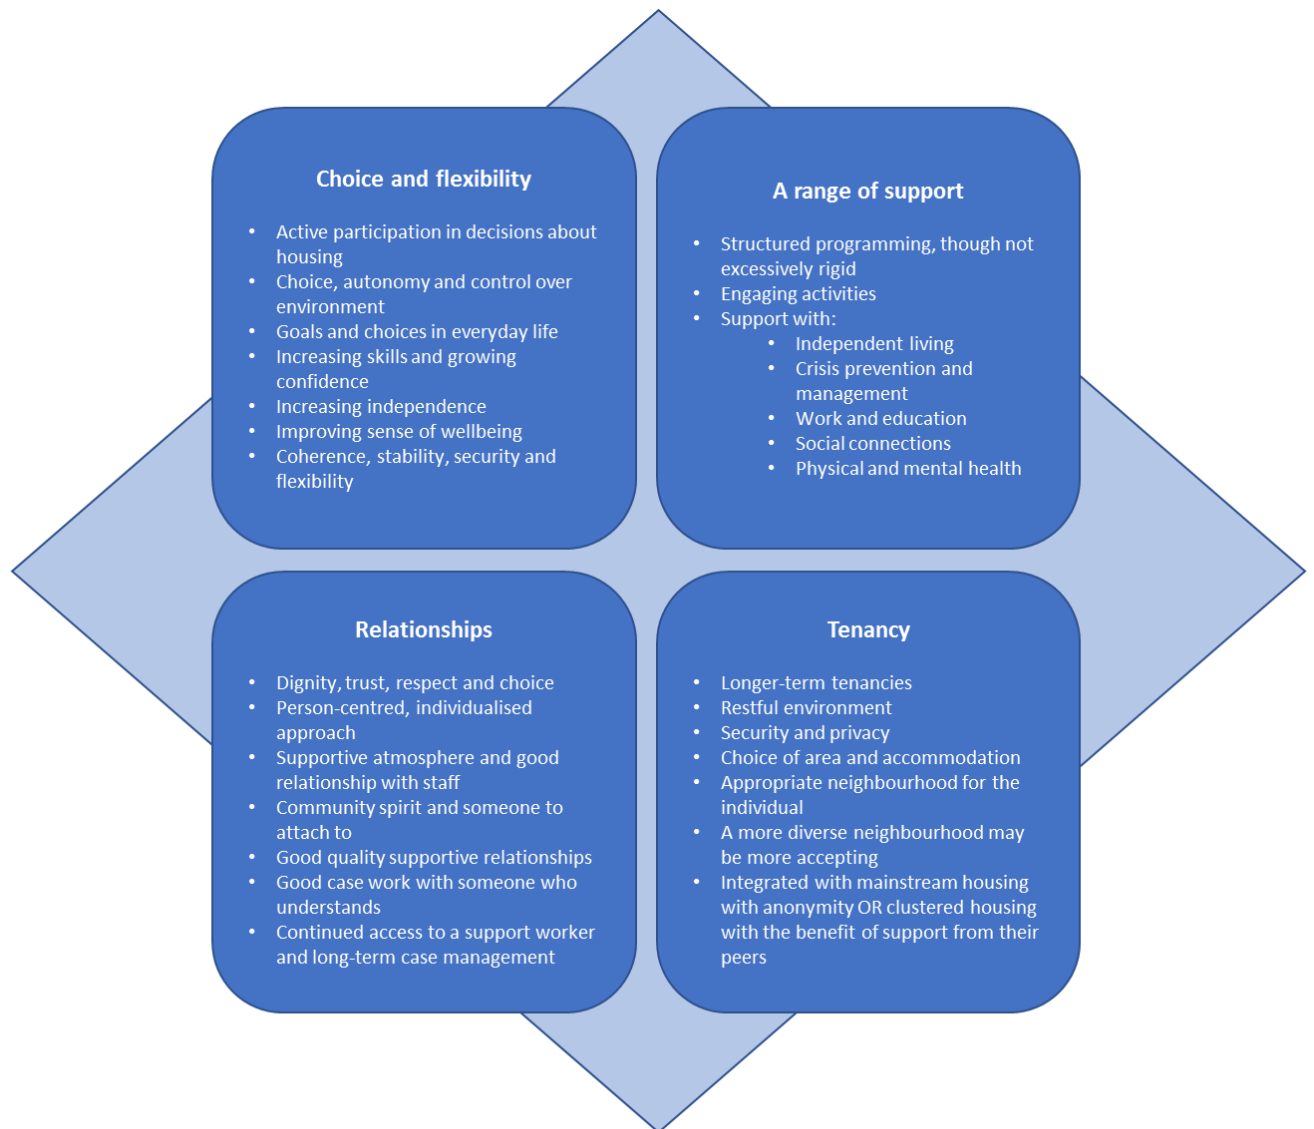 Choice and flexibility
• Active participation in decisions about
housing
• Choice, autonomy and control over
environment
• Goals and choices in everyday life
• Increasing skills and growing
confidence
• Increasing independence
• Improving sense of wellbeing
• Coherence, stability, security and
flexibility
A range of support
• Structured programming, though not
excessively rigid
• Engaging activities
• Support with:
• Independent living
• Crisis prevention and
management
• Work and education
• Social connections
• Physical and mental health
Relationships
• Dignity, trust, respect and choice
• Person-centred, individualised
approach
• Supportive atmosphere and good
relationship with staff
• Community spirit and someone to
attach to
• Good quality supportive relationships
• Good case work with someone who
understands
• Continued access to a support worker
and long-term case management
Tenancy
• Longer-term tenancies
• Restful environment
• Security and privacy
• Choice of area and accommodation
• Appropriate neighbourhood for the
individual
• A more diverse neighbourhood may
be more accepting
• Integrated with mainstream housing
with anonymity OR clustered housing
with the benefit of support from their
peers